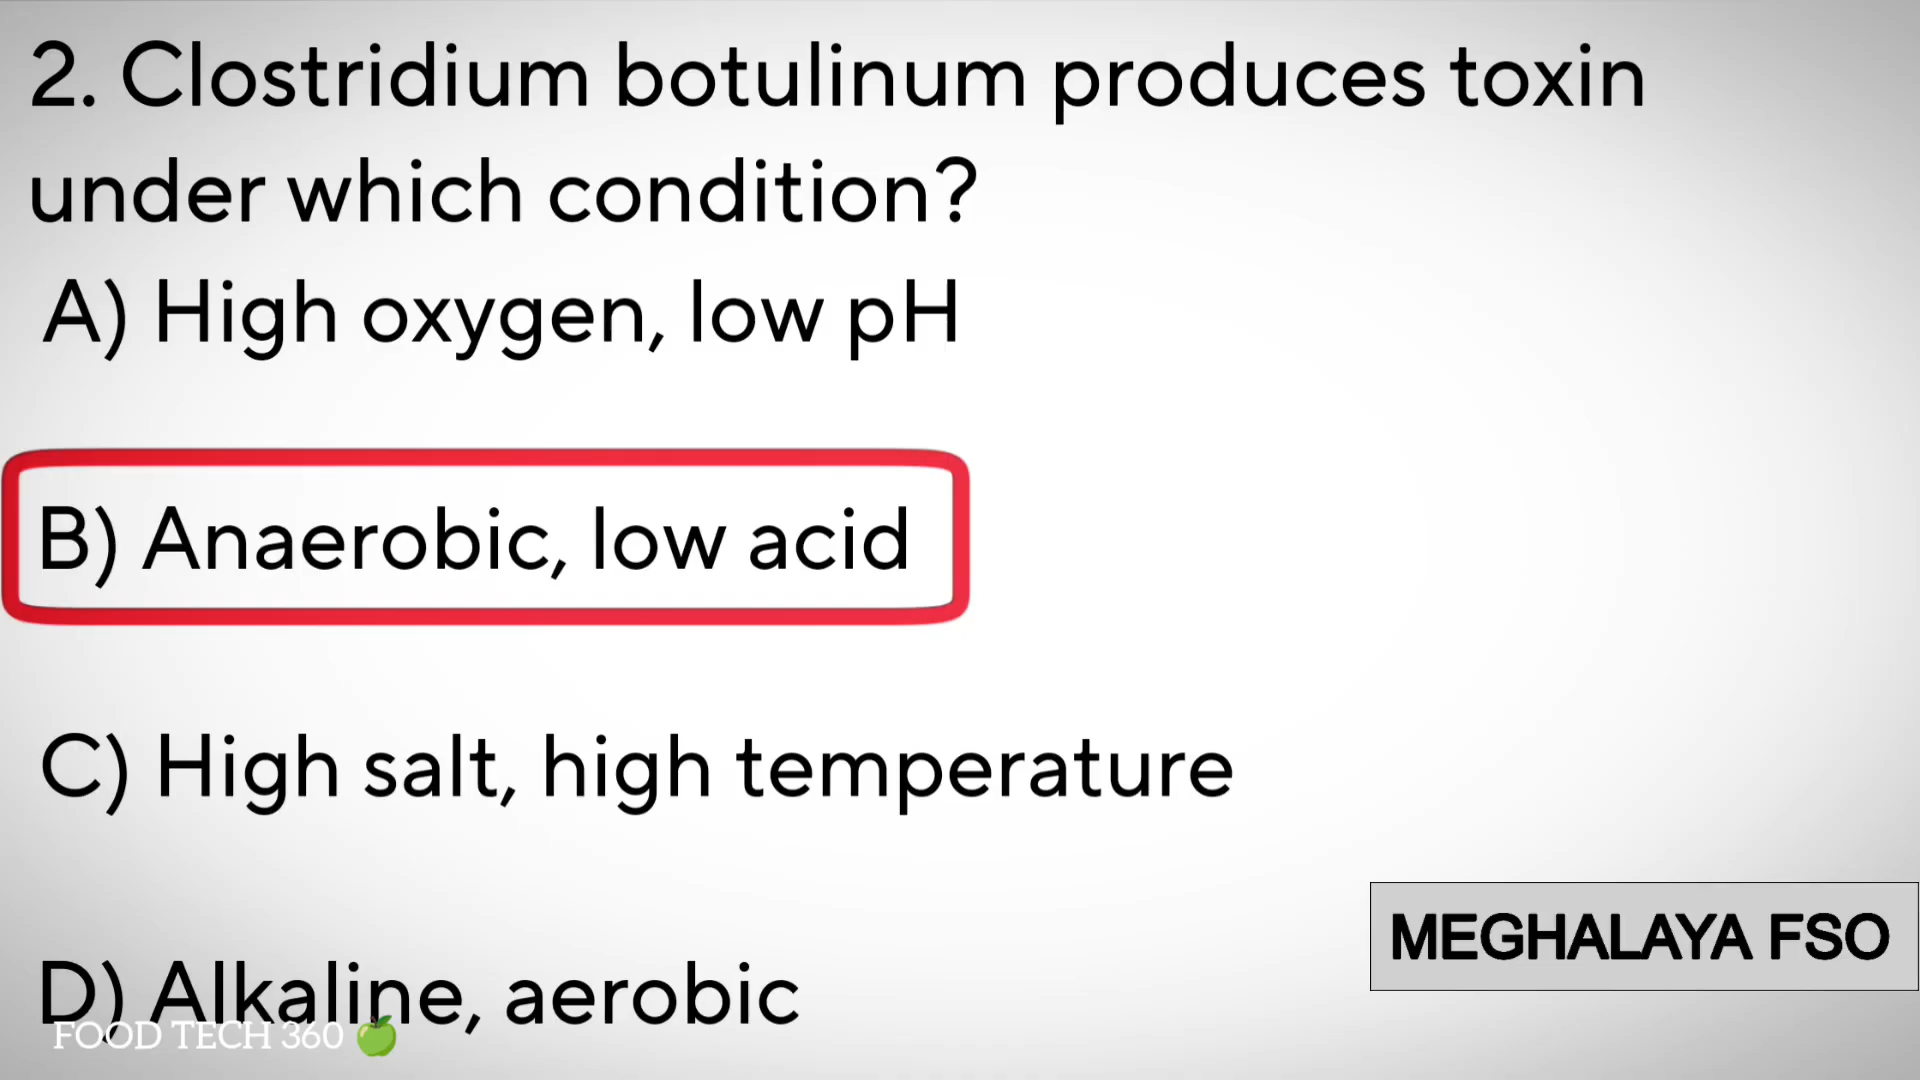 2. Clostridium botulinum produces toxin
under which condition?
A) High oxygen, low pH
B) Anaerobic, low acid
C) High salt, high temperature
MEGHALAYA FSO
D) Alkaline, aerobic
FOOD TECH 360